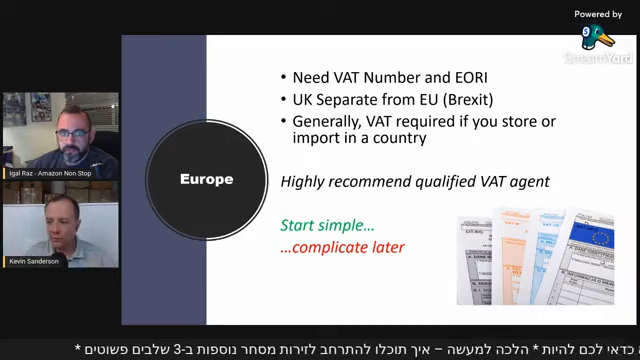 Powered by
StreamYard
• Need VAT Number and EORI
• UK Separate from EU (Brexit)
• Generally, VAT required if you store or
import in a country
Europe
Highly recommend qualified VAT agent
Start simple…
…complicate later
Igal Raz - Amazon Non Stop
Kevin Sanderson
כדאי לכם להיות * הלכה למעשה – איך תוכלו להתרחב לזירות מסחר נוספות ב-3 שלבים פשוטים *